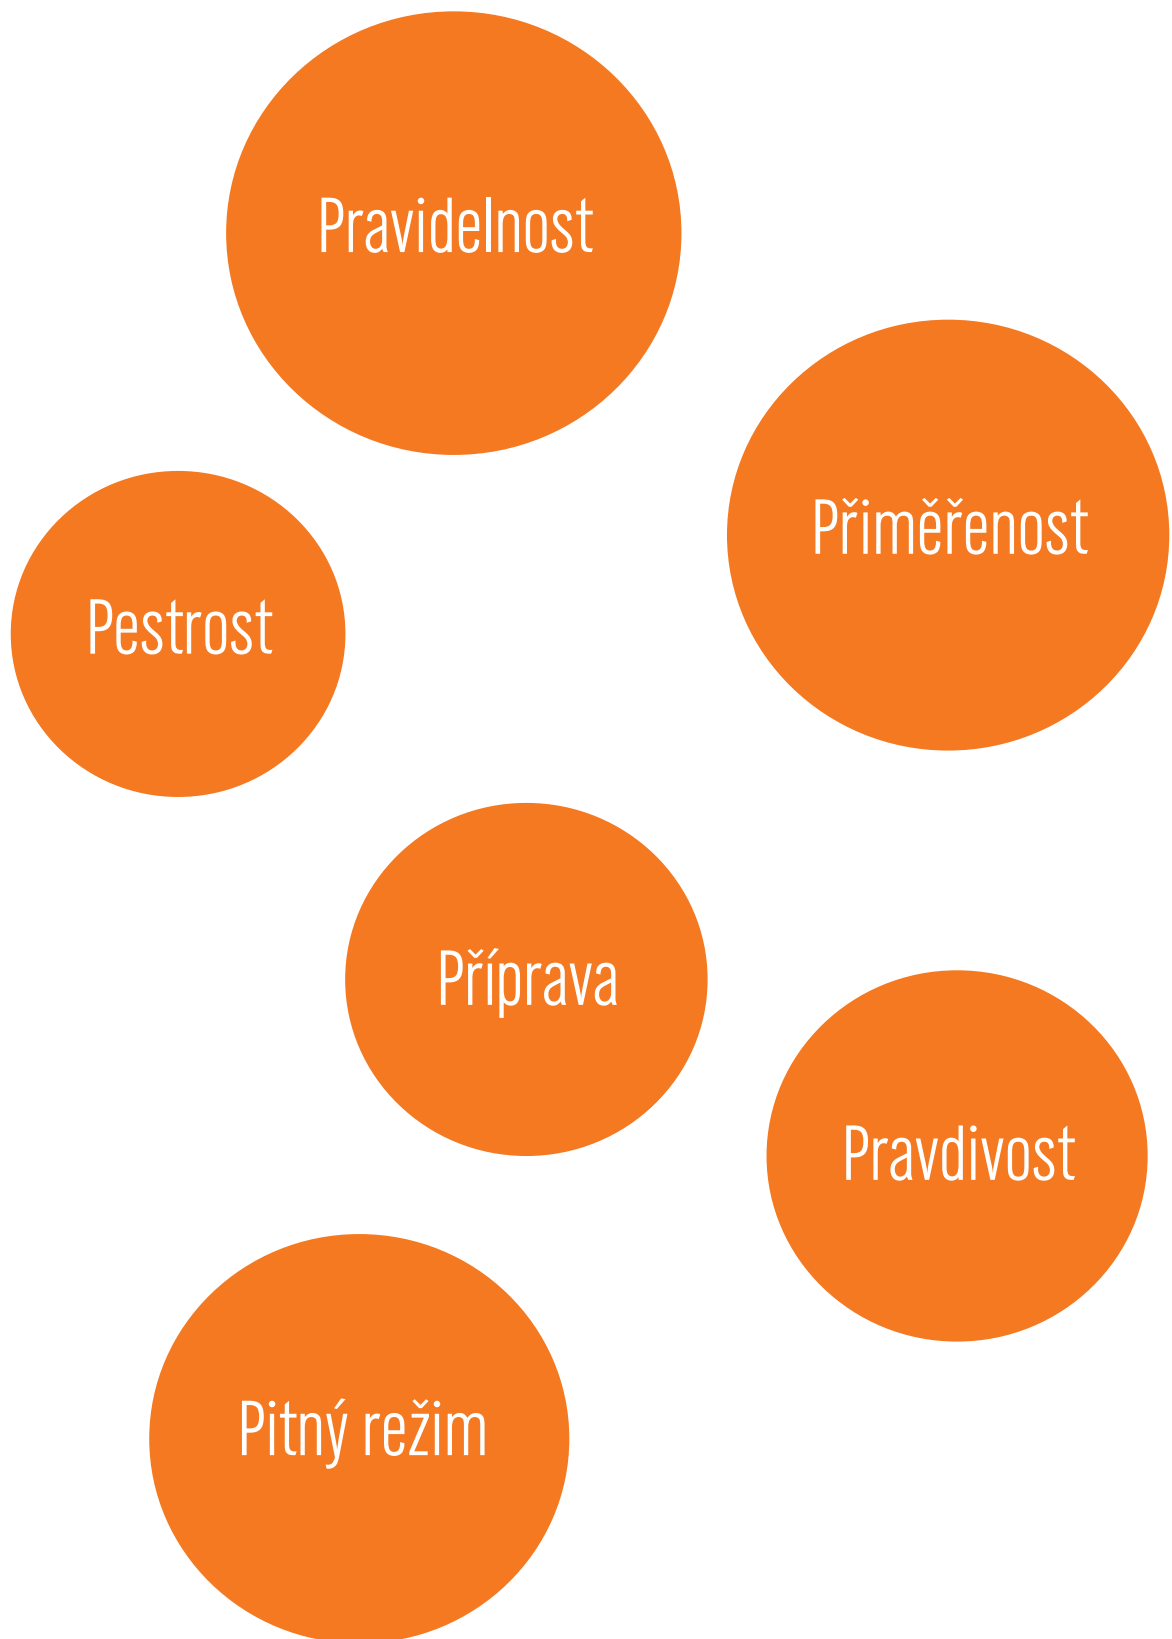 Pravidelnost
Přiměřenost
Pestrost
Příprava
Pravdivost
Pitný režim